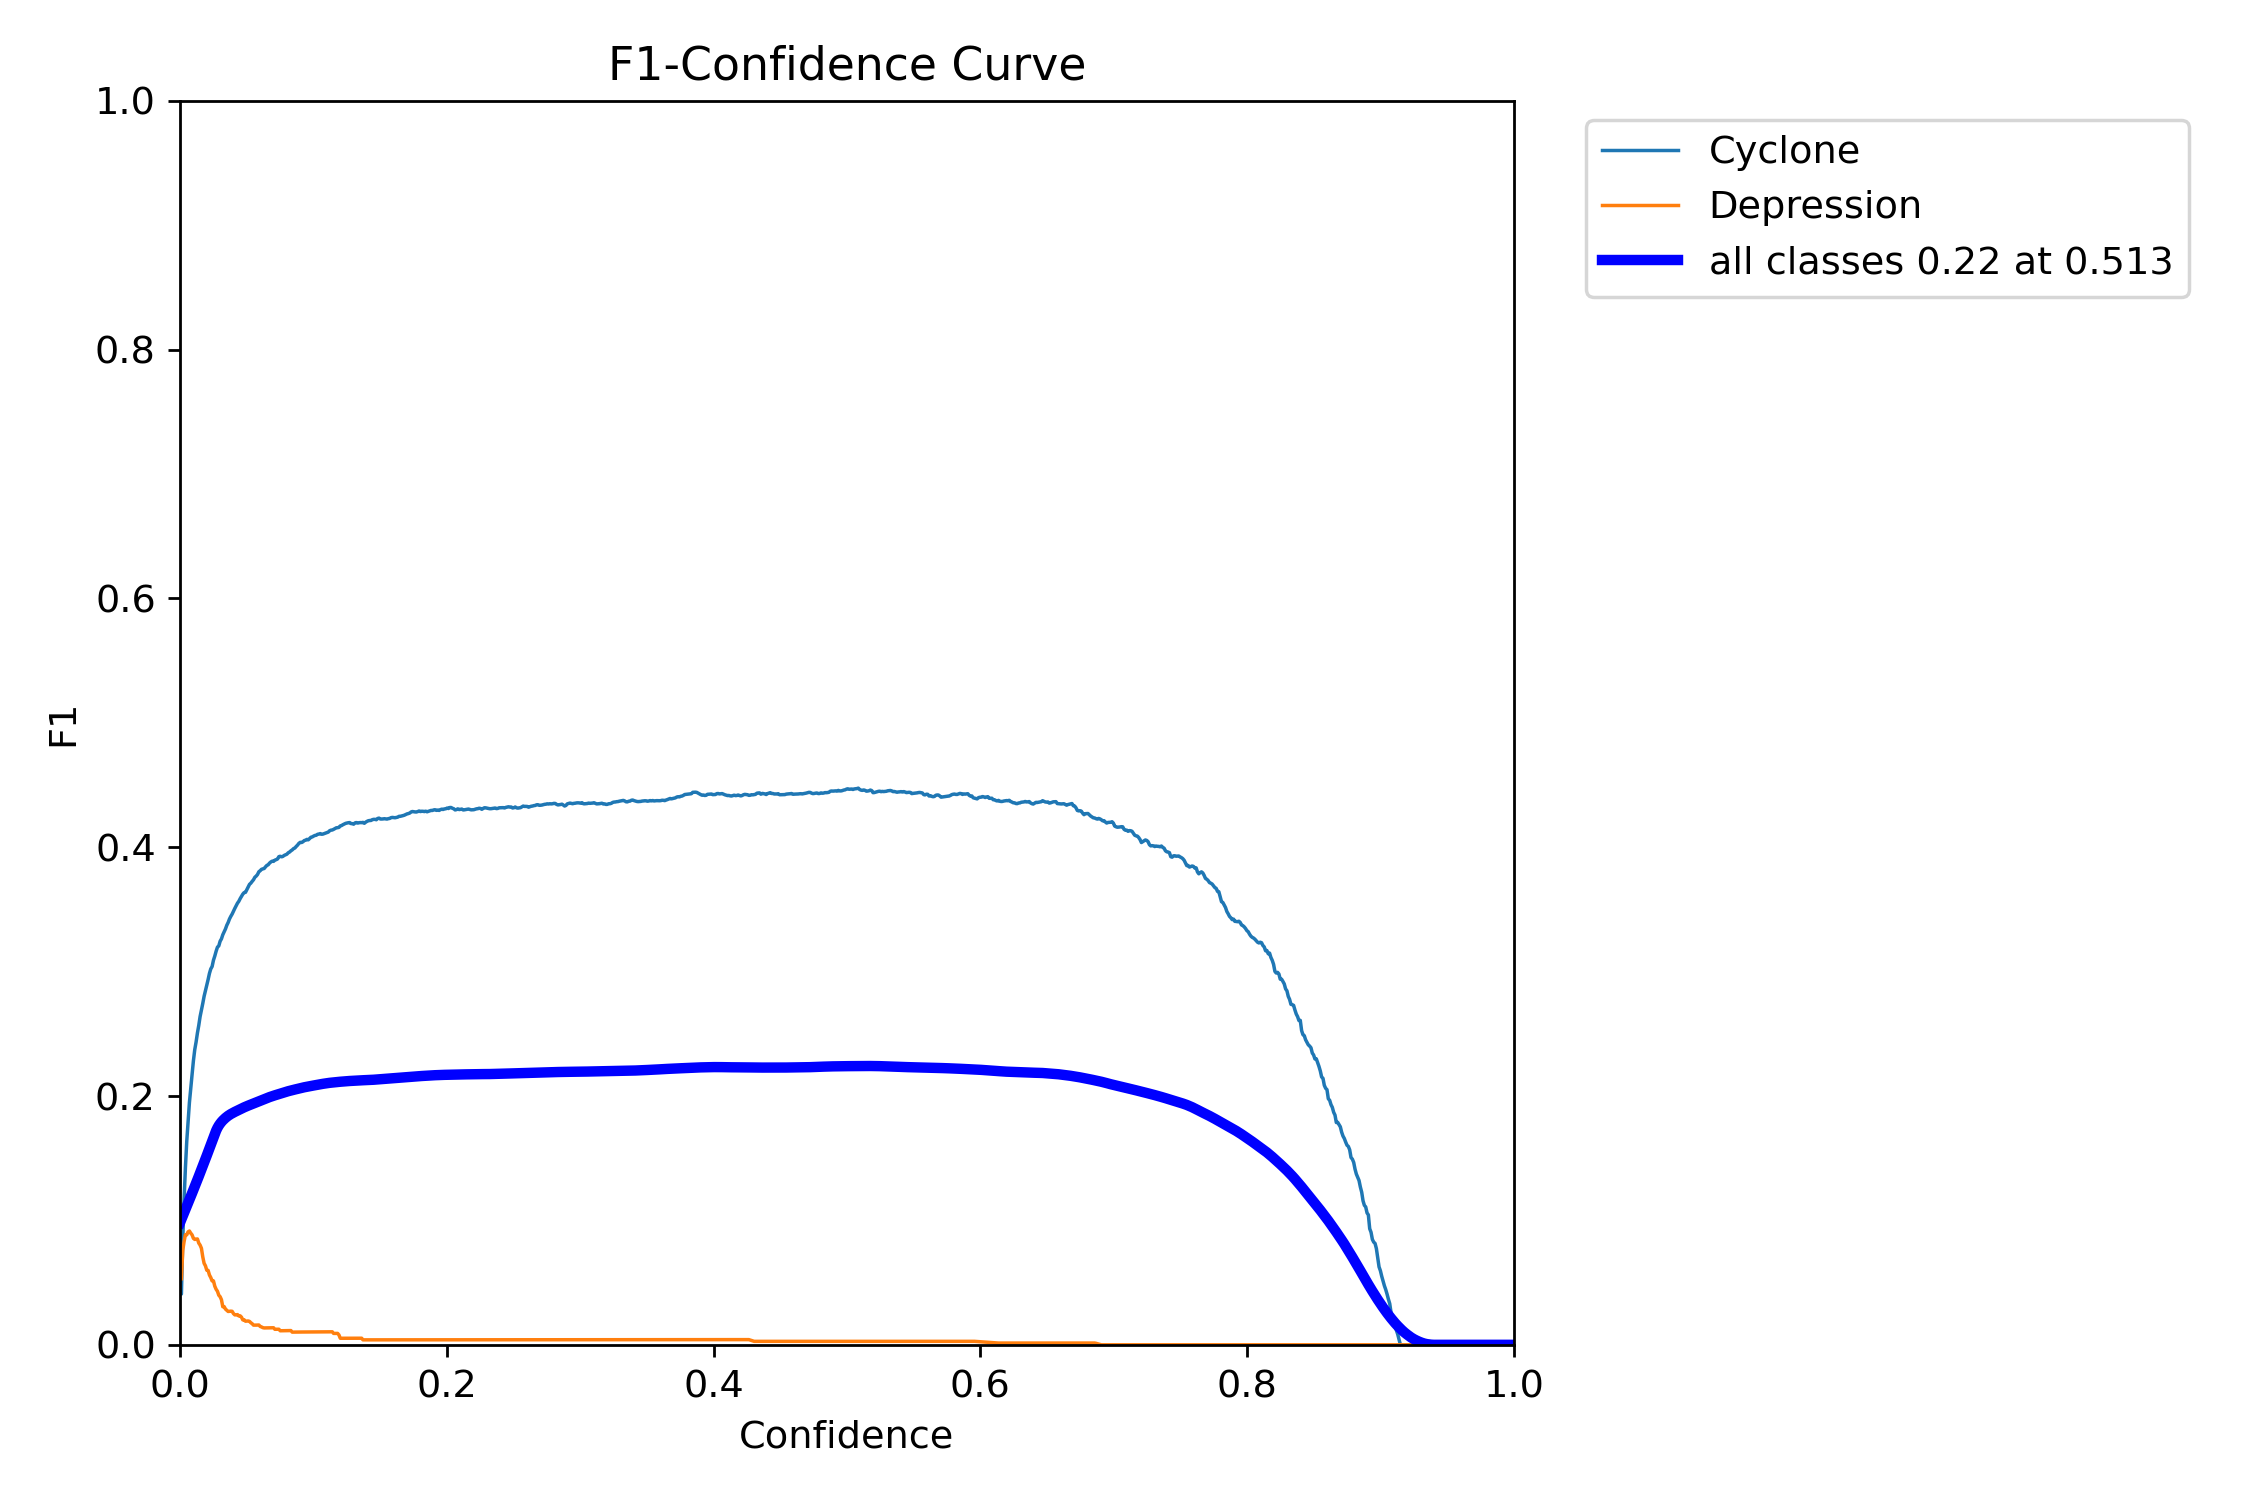 F1-Confidence Curve
1.0
0.8
0.6
0.4
0.2
0.0
F1
0.0 0.2 0.4 0.6 0.8 1.0
Confidence
Cyclone
Depression
all classes 0.22 at 0.513